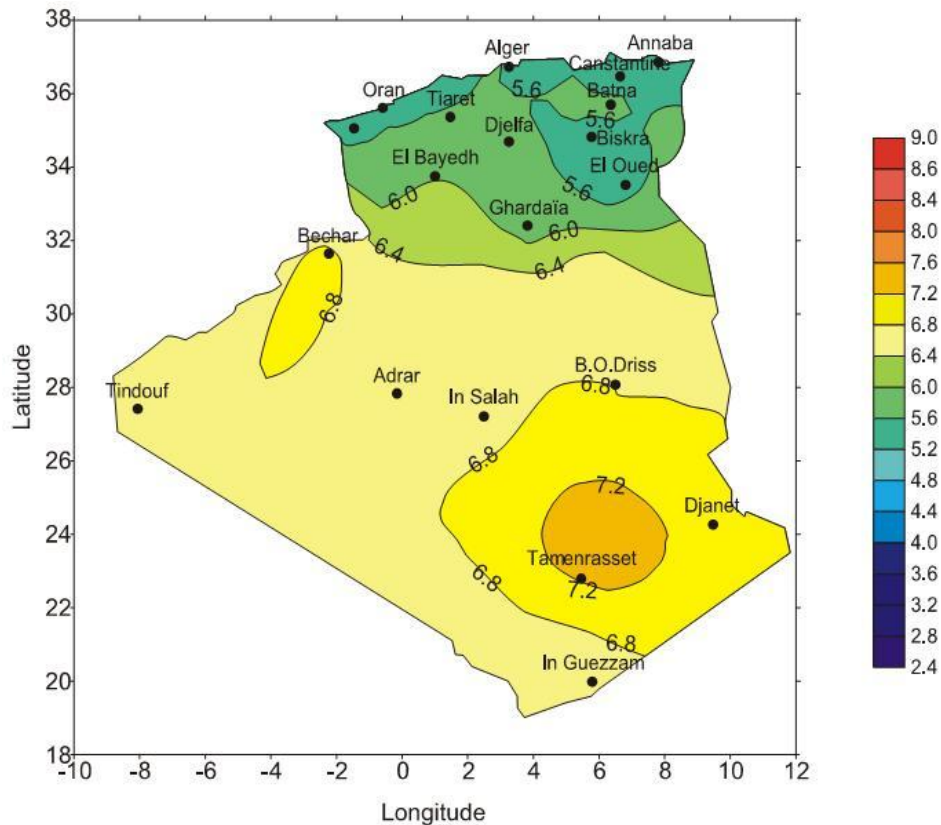 38
36
34
32
30
28
26
24
22
20
18
Latitude
-10 -8 -6 -4 -2 0 2 4 6 8 10 12
Longitude
Annaba
Alger
Canstantine
Oran
5.6
Batna
Tiaret
5.6
Djelfa
Biskra
El Bayedh
El Oued
5.6
6.0
Ghardaïa
6.0
Bechar
6.4
6.4
6.8
B.O.Driss
6.8
Adrar
In Salah
Tindouf
6.8
7.2
Djanet
Tamenrasset
6.8
7.2
6.8
In Guezzam
9.0
8.6
8.4
8.0
7.6
7.2
6.8
6.4
6.0
5.6
5.2
4.8
4.4
4.0
3.6
3.2
2.8
2.4